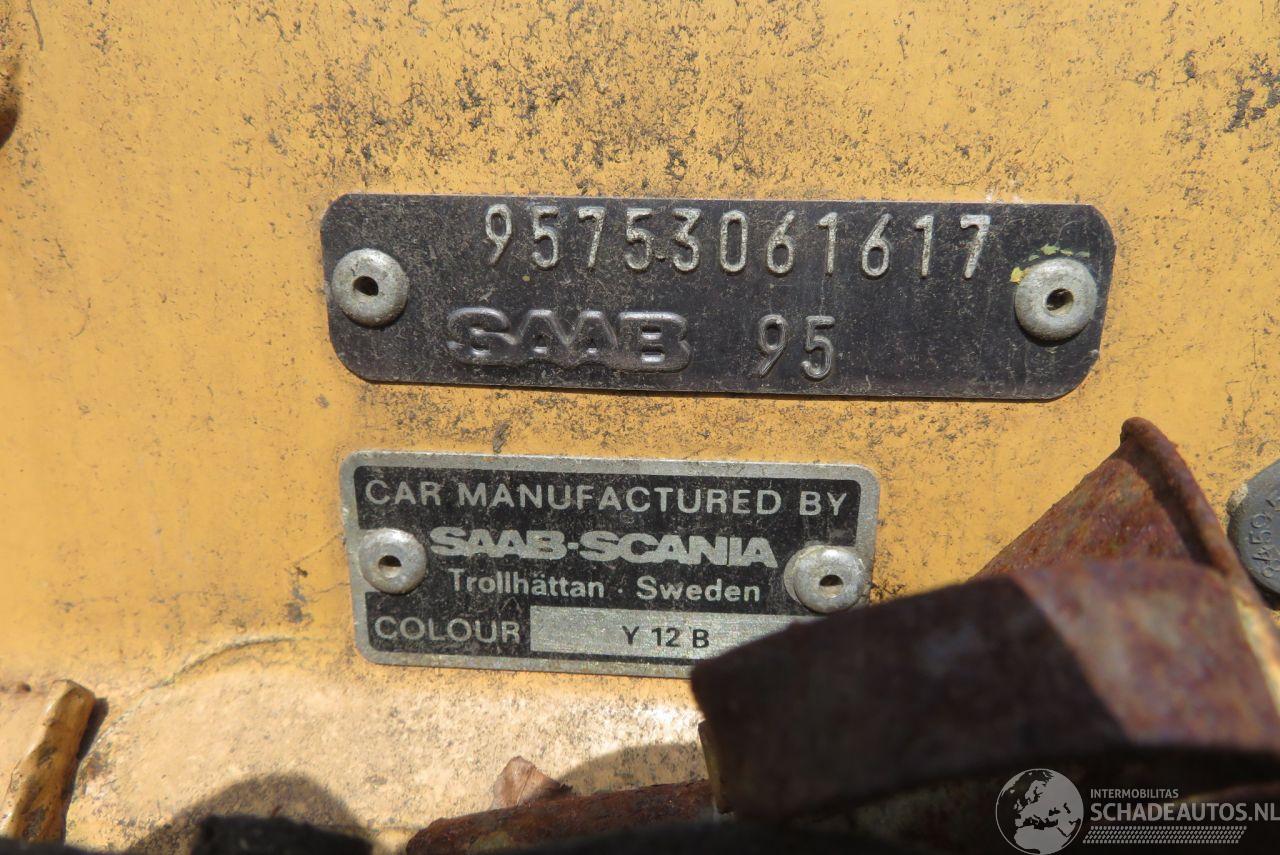 95753061617
SAAB 95
CAR MANUFACTURED BY
SAAB-SCANIA
Trollhättan · Sweden
COLOUR Y 12 B
INTERMOBILITAS
SCHADEAUTOS.NL